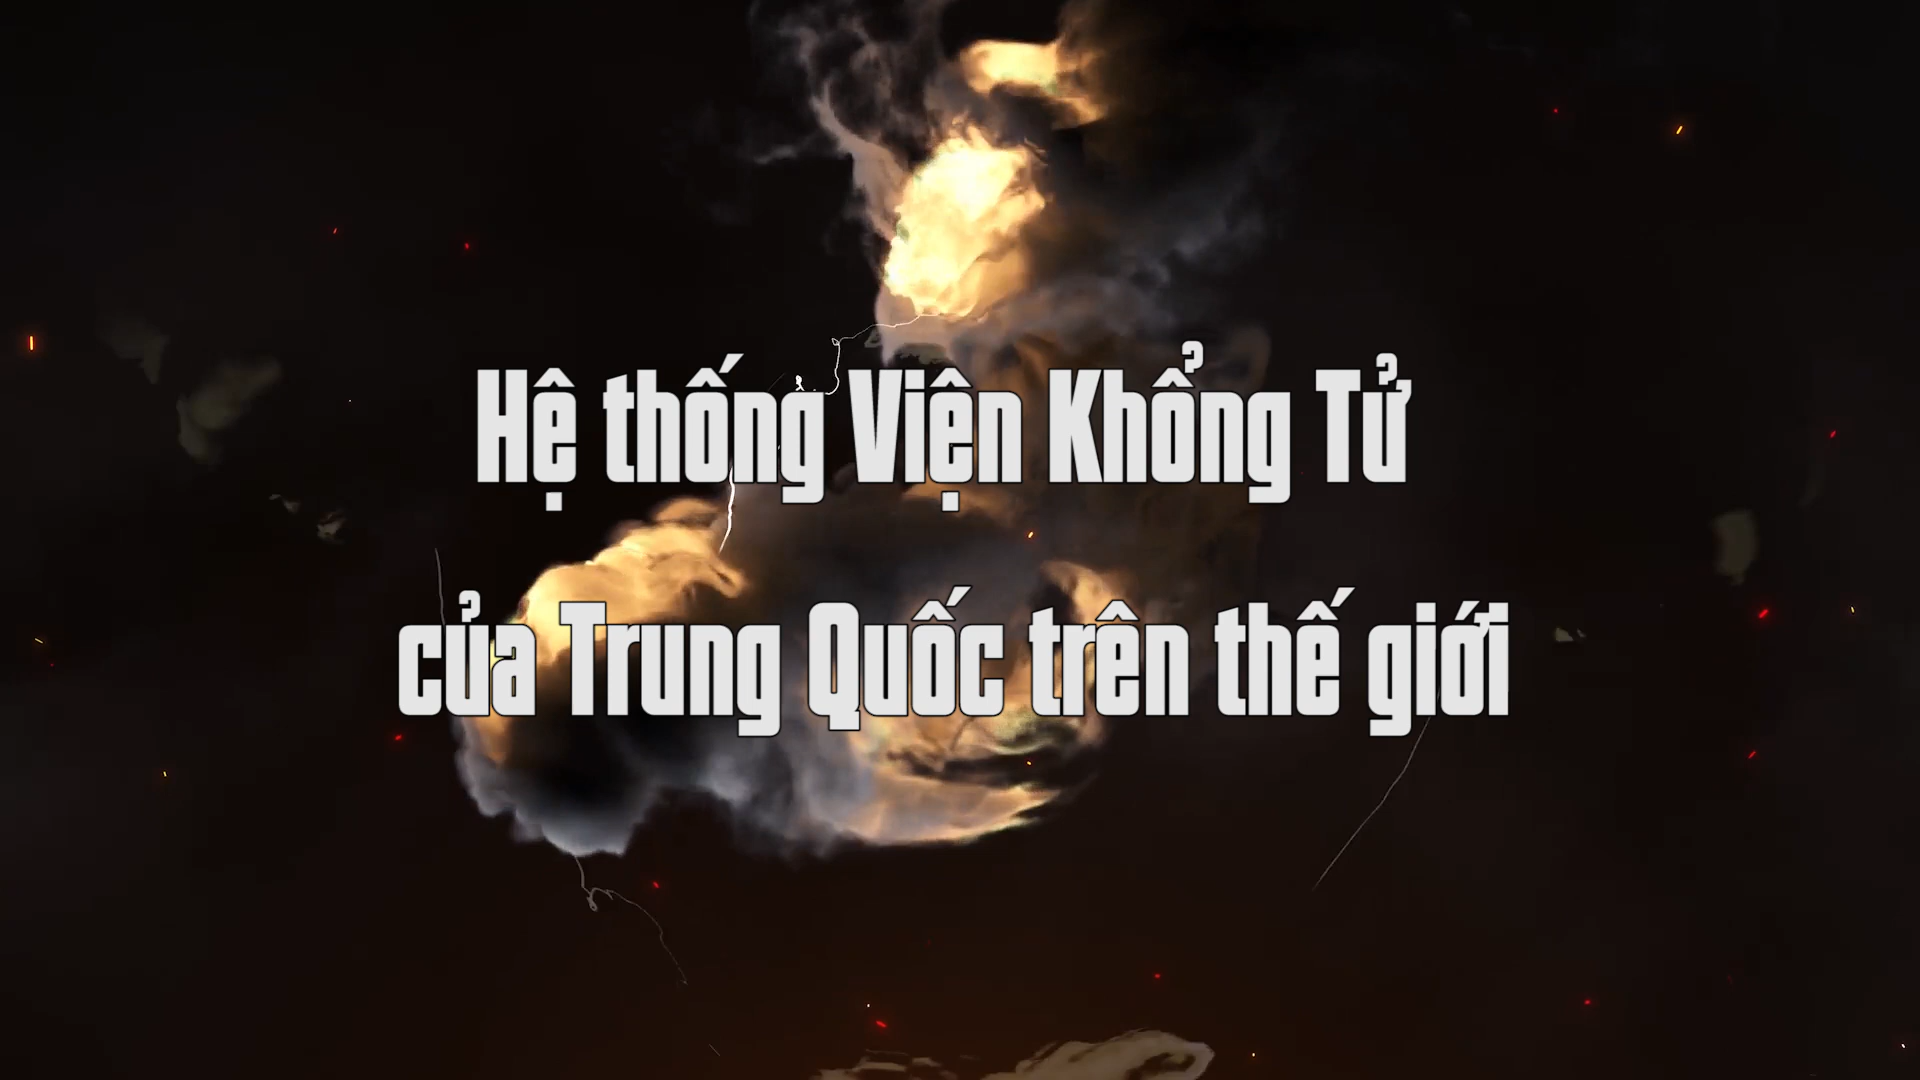 Hệ thống Viện Khổng Tử
của Trung Quốc trên thế giới